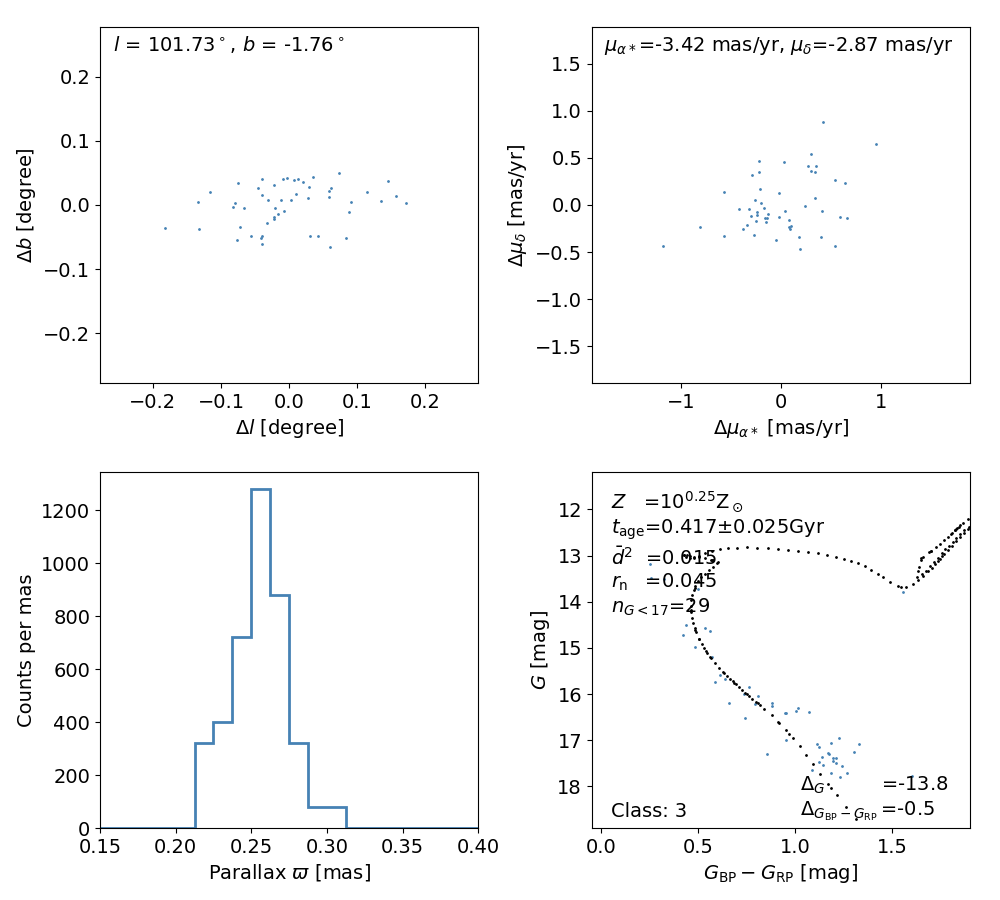 l = 101.73°, b = -1.76°
0.2
0.1
0.0
−0.1
−0.2
Δb [degree]
−0.2 −0.1 0.0 0.1 0.2
Δl [degree]
μα*=-3.42 mas/yr, μδ=-2.87 mas/yr
1.5
1.0
0.5
0.0
−0.5
−1.0
−1.5
Δμδ [mas/yr]
−1 0 1
Δμα* [mas/yr]
1200
1000
800
600
400
200
0
Counts per mas
0.15 0.20 0.25 0.30 0.35 0.40
Parallax ϖ [mas]
Z =10^0.25 Z⊙
t_age=0.417±0.025Gyr
d̄² =0.015
r_n =0.045
n_G<17=29
12
13
14
15
16
17
18
G [mag]
Δ_G =-13.8
Δ_GBP−GRP =-0.5
Class: 3
0.0 0.5 1.0 1.5
G_BP − G_RP [mag]